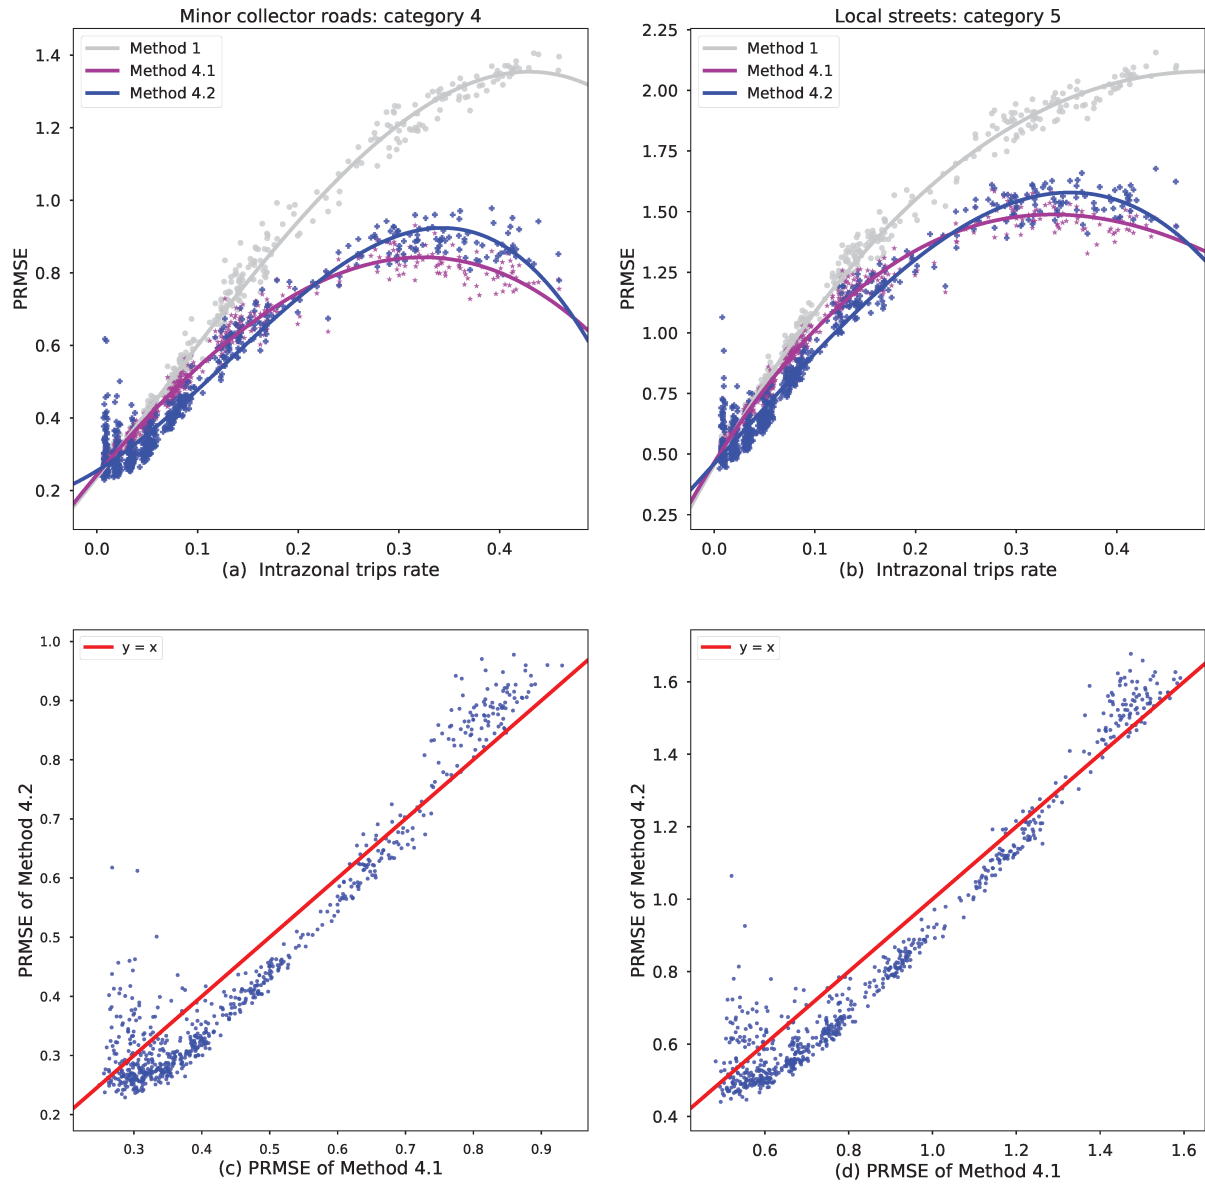 Minor collector roads: category 4
Method 1
Method 4.1
Method 4.2
PRMSE
1.4
1.2
1.0
0.8
0.6
0.4
0.2
0.0 0.1 0.2 0.3 0.4
(a) Intrazonal trips rate
Local streets: category 5
Method 1
Method 4.1
Method 4.2
PRMSE
2.25
2.00
1.75
1.50
1.25
1.00
0.75
0.50
0.25
0.0 0.1 0.2 0.3 0.4
(b) Intrazonal trips rate
y = x
PRMSE of Method 4.2
1.0
0.9
0.8
0.7
0.6
0.5
0.4
0.3
0.2
0.3 0.4 0.5 0.6 0.7 0.8 0.9
(c) PRMSE of Method 4.1
y = x
PRMSE of Method 4.2
1.6
1.4
1.2
1.0
0.8
0.6
0.4
0.6 0.8 1.0 1.2 1.4 1.6
(d) PRMSE of Method 4.1